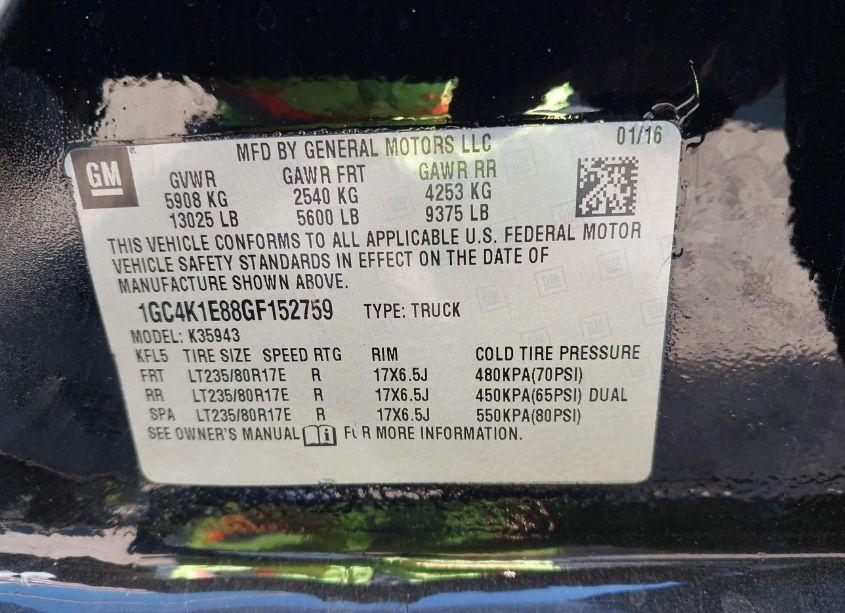 GM
MFD BY GENERAL MOTORS LLC 01/16
GVWR GAWR FRT GAWR RR
5908 KG 2540 KG 4253 KG
13025 LB 5600 LB 9375 LB
THIS VEHICLE CONFORMS TO ALL APPLICABLE U.S. FEDERAL MOTOR
VEHICLE SAFETY STANDARDS IN EFFECT ON THE DATE OF
MANUFACTURE SHOWN ABOVE.
1GC4K1E88GF152759 TYPE: TRUCK
MODEL: K35943
KFL5 TIRE SIZE SPEED RTG RIM COLD TIRE PRESSURE
FRT LT235/80R17E R 17X6.5J 480KPA(70PSI)
RR LT235/80R17E R 17X6.5J 450KPA(65PSI) DUAL
SPA LT235/80R17E R 17X6.5J 550KPA(80PSI)
SEE OWNER'S MANUAL FOR MORE INFORMATION.